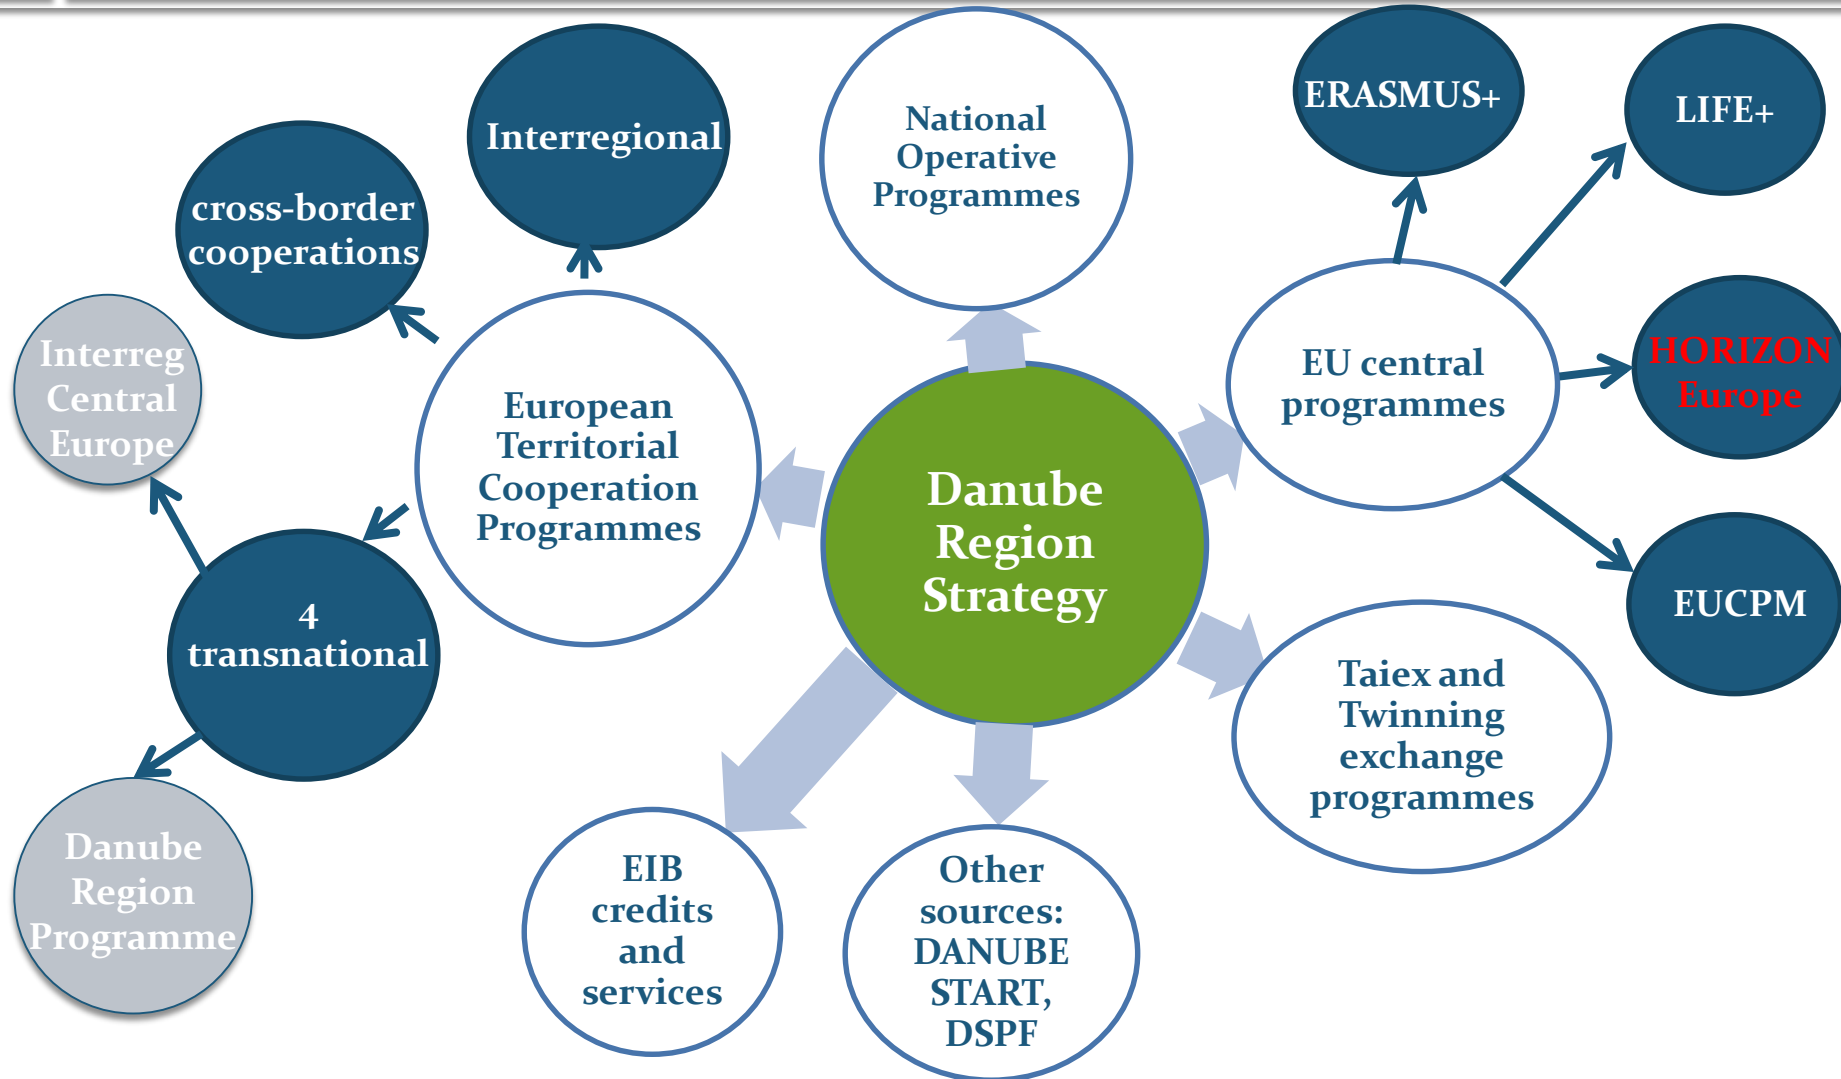 ERASMUS+
LIFE+
National
Operative
Programmes
Interregional
cross-border
cooperations
Interreg
Central
Europe
European
Territorial
Cooperation
Programmes
EU central
programmes
HORIZON
Europe
Danube
Region
Strategy
EUCPM
4
transnational
Taiex and
Twinning
exchange
programmes
Danube
Region
Programme
EIB
credits
and
services
Other
sources:
DANUBE
START,
DSPF